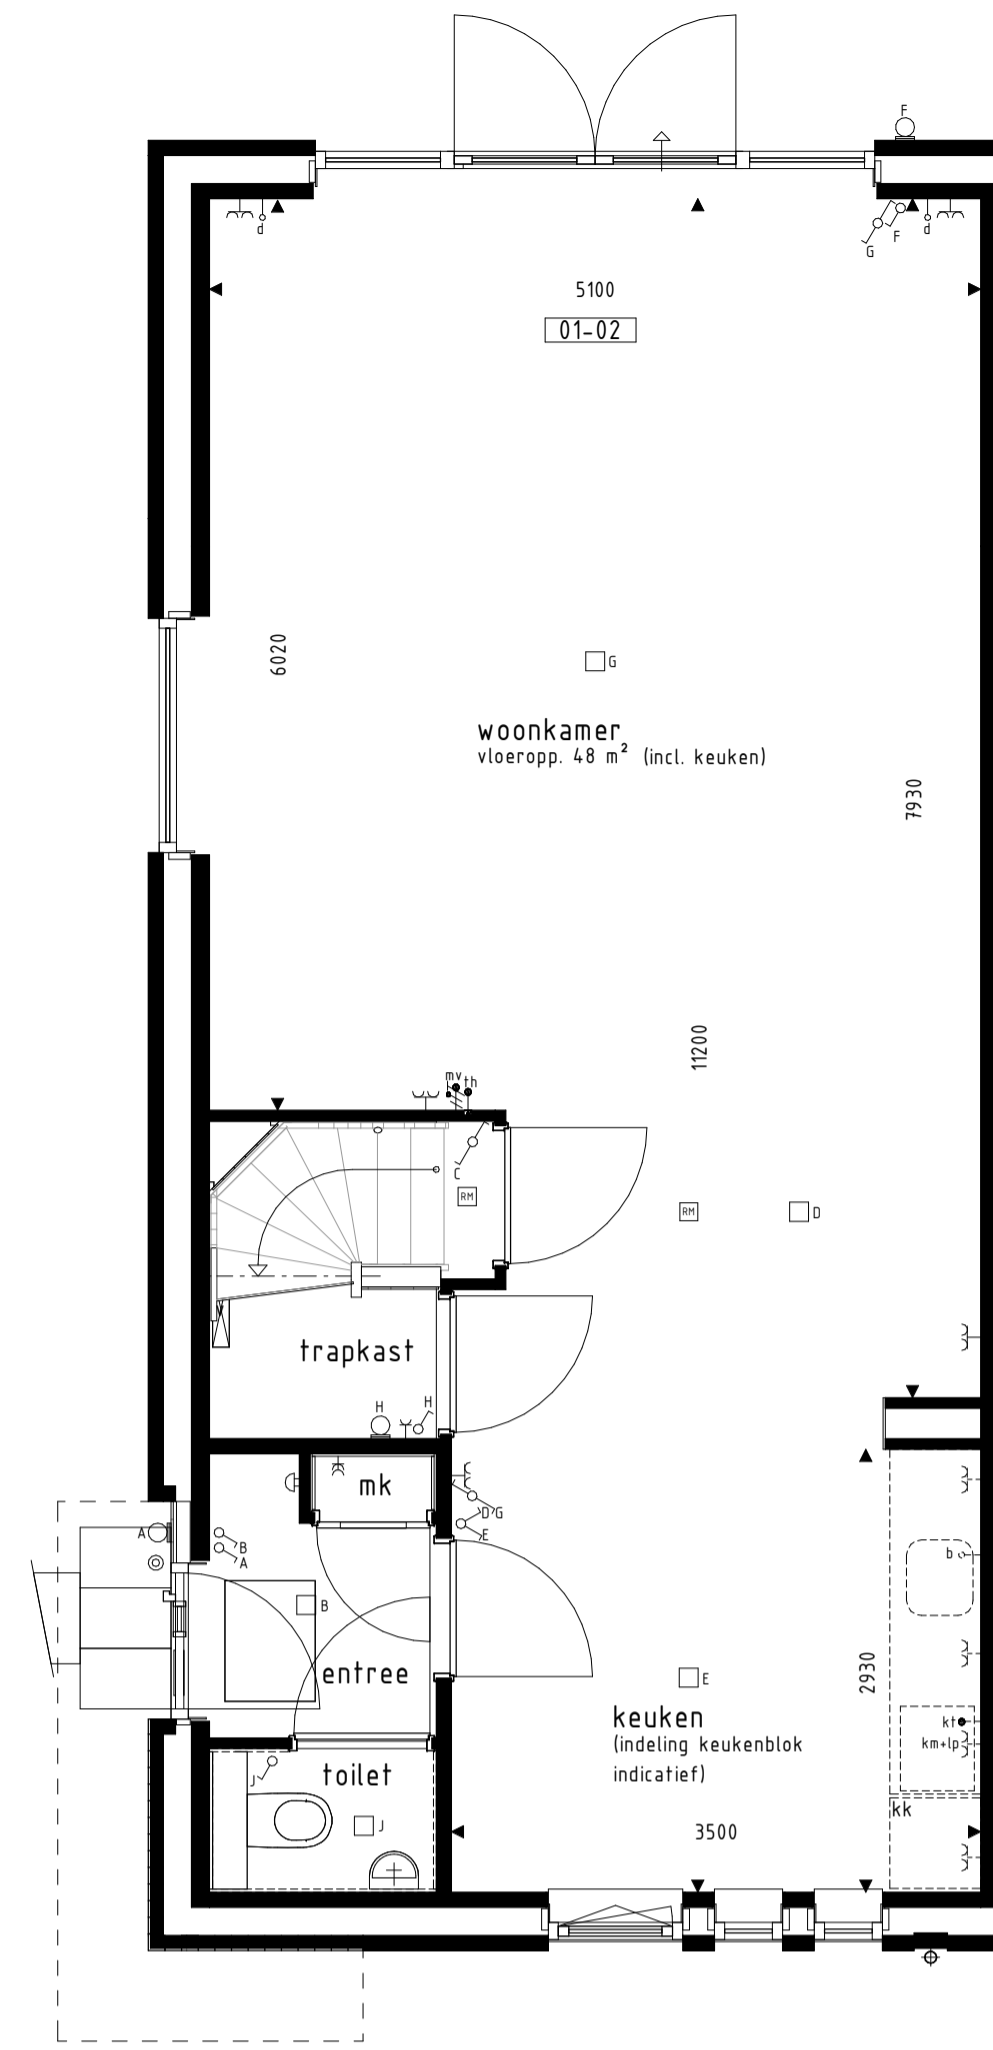 F
d
G
F
d
5100
01-02
6020
G
woonkamer
vloeropp. 48 m² (incl. keuken)
7930
11200
mv
th
C
RM
RM
D
trapkast
H
H
mk
D
G
E
A
B
A
b
B
entree
E
2930
keuken
(indeling keukenblok
indicatief)
kt
km+lp
toilet
J
J
kk
3500